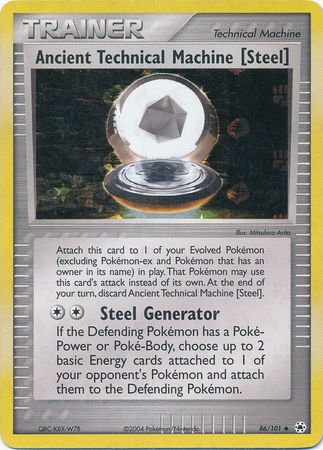 TRAINER
Technical Machine
Ancient Technical Machine [Steel]
Illus. Mitsuhiro Arita
Attach this card to 1 of your Evolved Pokémon
(excluding Pokémon-ex and Pokémon that has an
owner in its name) in play. That Pokémon may use
this card's attack instead of its own. At the end of
your turn, discard Ancient Technical Machine [Steel].
Steel Generator
If the Defending Pokémon has a Poké-
Power or Poké-Body, choose up to 2
basic Energy cards attached to 1 of
your opponent's Pokémon and attach
them to the Defending Pokémon.
QRC-K8X-W78
©2004 Pokémon/Nintendo
86/101